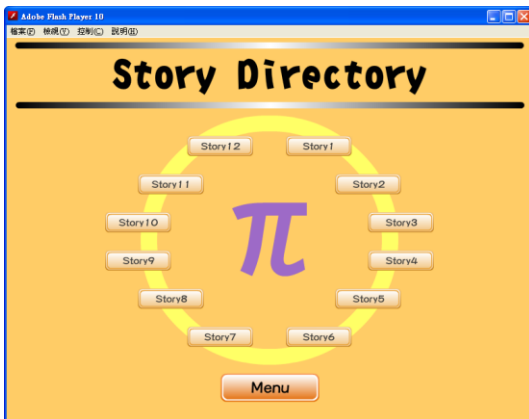 Adobe Flash Player 10
檔案(F) 檢視(V) 控制(C) 說明(H)
Story Directory
Story12 Story1
Story11 Story2
π
Story10 Story3
Story9 Story4
Story8 Story5
Story7 Story6
Menu